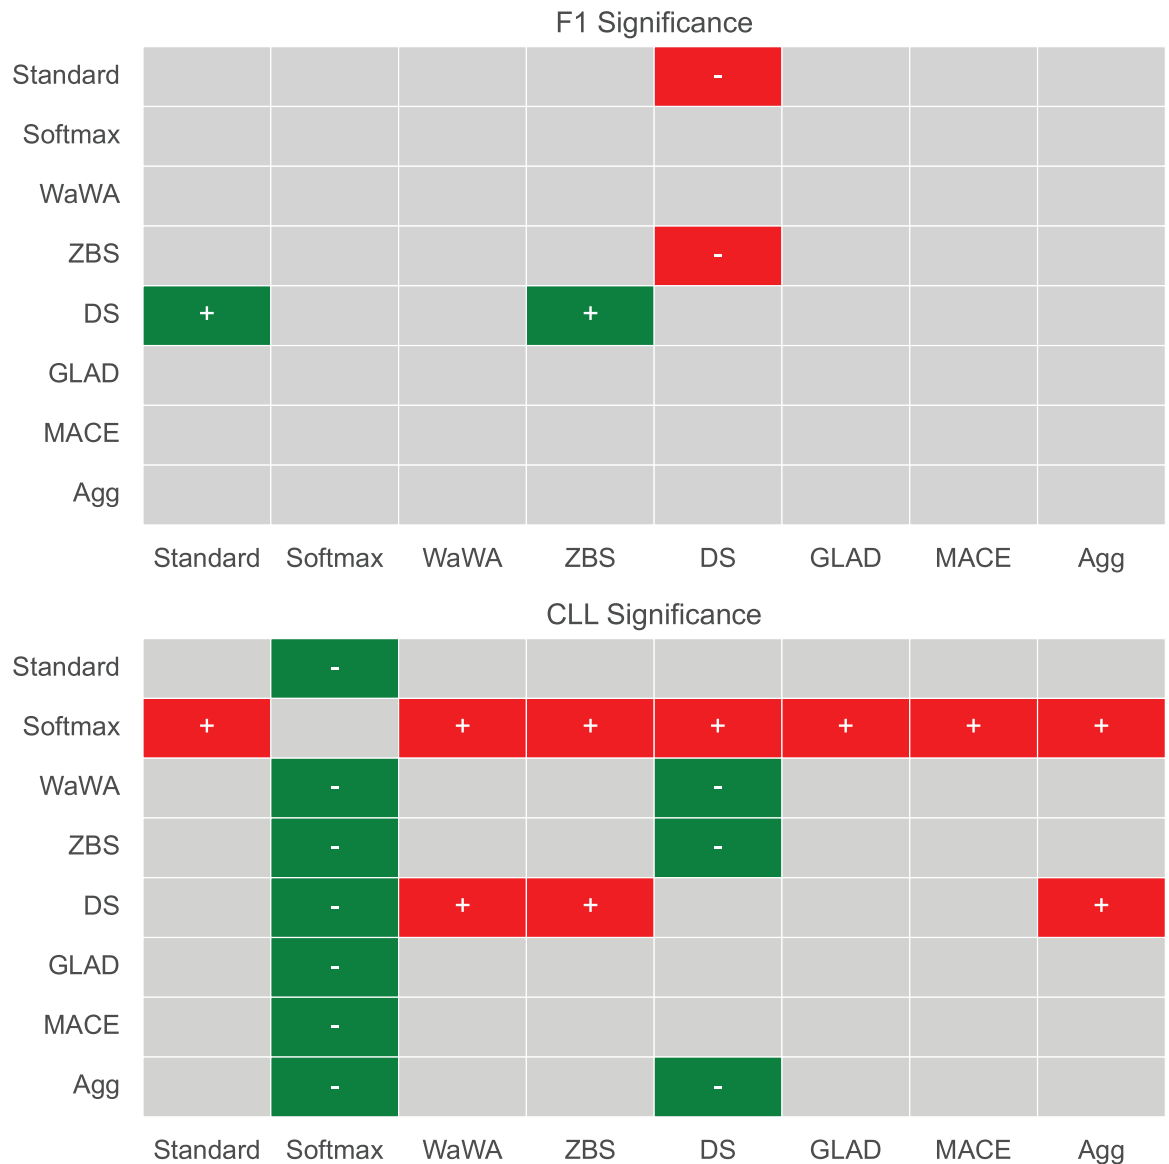 F1 Significance
Standard -
Softmax
WaWA
ZBS -
DS + +
GLAD
MACE
Agg
Standard Softmax WaWA ZBS DS GLAD MACE Agg
CLL Significance
Standard -
Softmax + + + + + + +
WaWA - -
ZBS - -
DS - + + +
GLAD -
MACE -
Agg - -
Standard Softmax WaWA ZBS DS GLAD MACE Agg